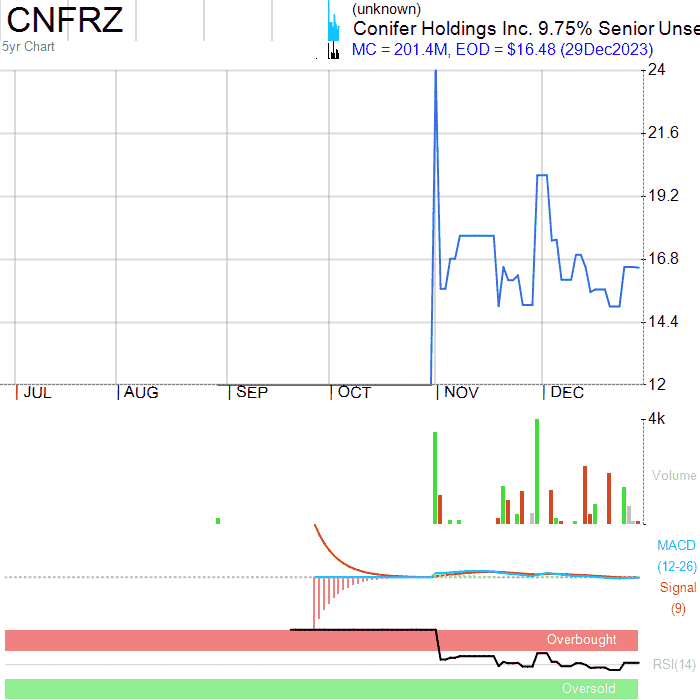 CNFRZ
(unknown)
Conifer Holdings Inc. 9.75% Senior Unse
5yr Chart
MC = 201.4M, EOD = $16.48 (29Dec2023)
24
21.6
19.2
16.8
14.4
12
JUL AUG SEP OCT NOV DEC
4k
Volume
MACD
(12-26)
Signal
(9)
Overbought
RSI(14)
Oversold